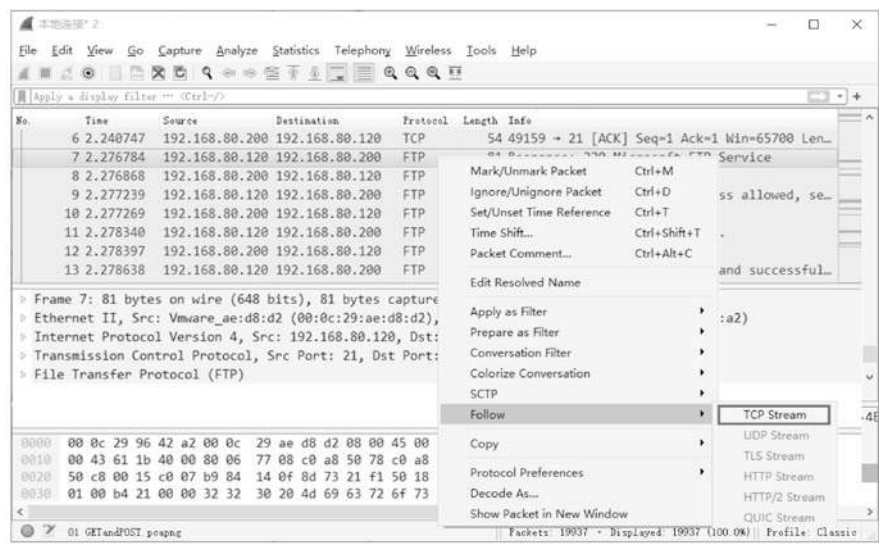 本地连接* 2
File Edit View Go Capture Analyze Statistics Telephony Wireless Tools Help
Apply a display filter … <Ctrl-/>
No. Time Source Destination Protocol Length Info
6 2.240747 192.168.80.200 192.168.80.120 TCP 54 49159 → 21 [ACK] Seq=1 Ack=1 Win=65700 Len…
7 2.276784 192.168.80.120 192.168.80.200 FTP 81 Response: 220 Microsoft FTP Service
8 2.276868 192.168.80.200 192.168.80.120 FTP
9 2.277239 192.168.80.120 192.168.80.200 FTP ss allowed, se…
10 2.277269 192.168.80.200 192.168.80.120 FTP
11 2.278340 192.168.80.120 192.168.80.200 FTP .
12 2.278397 192.168.80.200 192.168.80.120 FTP
13 2.278638 192.168.80.120 192.168.80.200 FTP and successful…
Mark/Unmark Packet Ctrl+M
Ignore/Unignore Packet Ctrl+D
Set/Unset Time Reference Ctrl+T
Time Shift... Ctrl+Shift+T
Packet Comment... Ctrl+Alt+C
Edit Resolved Name
Apply as Filter
Prepare as Filter
Conversation Filter
Colorize Conversation
SCTP
Follow
Copy
Protocol Preferences
Decode As...
Show Packet in New Window
TCP Stream
UDP Stream
TLS Stream
HTTP Stream
HTTP/2 Stream
QUIC Stream
Frame 7: 81 bytes on wire (648 bits), 81 bytes capture
Ethernet II, Src: Vmware_ae:d8:d2 (00:0c:29:ae:d8:d2), :a2)
Internet Protocol Version 4, Src: 192.168.80.120, Dst:
Transmission Control Protocol, Src Port: 21, Dst Port:
File Transfer Protocol (FTP)
0000 00 0c 29 96 42 a2 00 0c 29 ae d8 d2 08 00 45 00
0010 00 43 61 1b 40 00 80 06 77 08 c0 a8 50 78 c0 a8
0020 50 c8 00 15 c0 07 b9 84 14 0f 8d 73 21 f1 50 18
0030 01 00 b4 21 00 00 32 32 30 20 4d 69 63 72 6f 73
01 GETandPOST.pcapng Packets: 19937 · Displayed: 19937 (100.0%) Profile: Classic